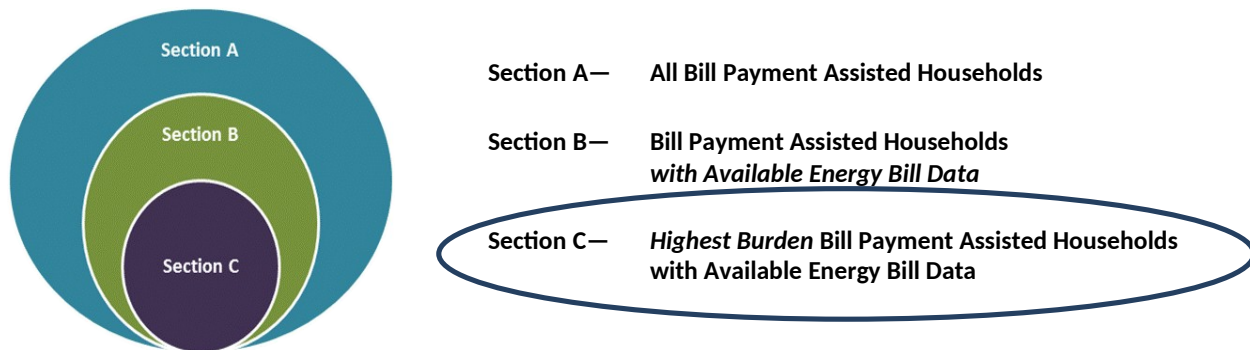 Section A
Section B
Section C
Section A— All Bill Payment Assisted Households
Section B— Bill Payment Assisted Households
with Available Energy Bill Data
Section C— Highest Burden Bill Payment Assisted Households
with Available Energy Bill Data